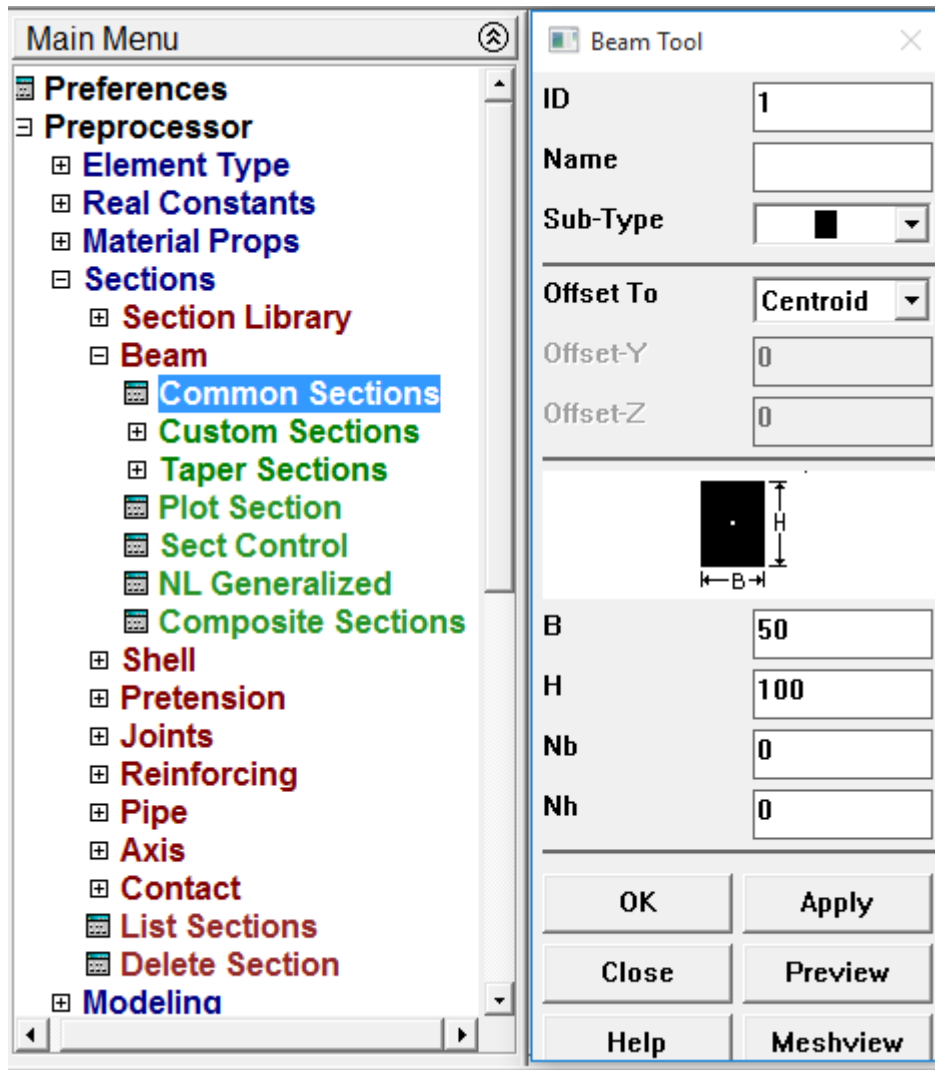 Main Menu
Preferences
Preprocessor
Element Type
Real Constants
Material Props
Sections
Section Library
Beam
Common Sections
Custom Sections
Taper Sections
Plot Section
Sect Control
NL Generalized
Composite Sections
Shell
Pretension
Joints
Reinforcing
Pipe
Axis
Contact
List Sections
Delete Section
Modeling
Beam Tool
ID 1
Name
Sub-Type
Offset To Centroid
Offset-Y 0
Offset-Z 0
H
B
B 50
H 100
Nb 0
Nh 0
OK Apply
Close Preview
Help Meshview